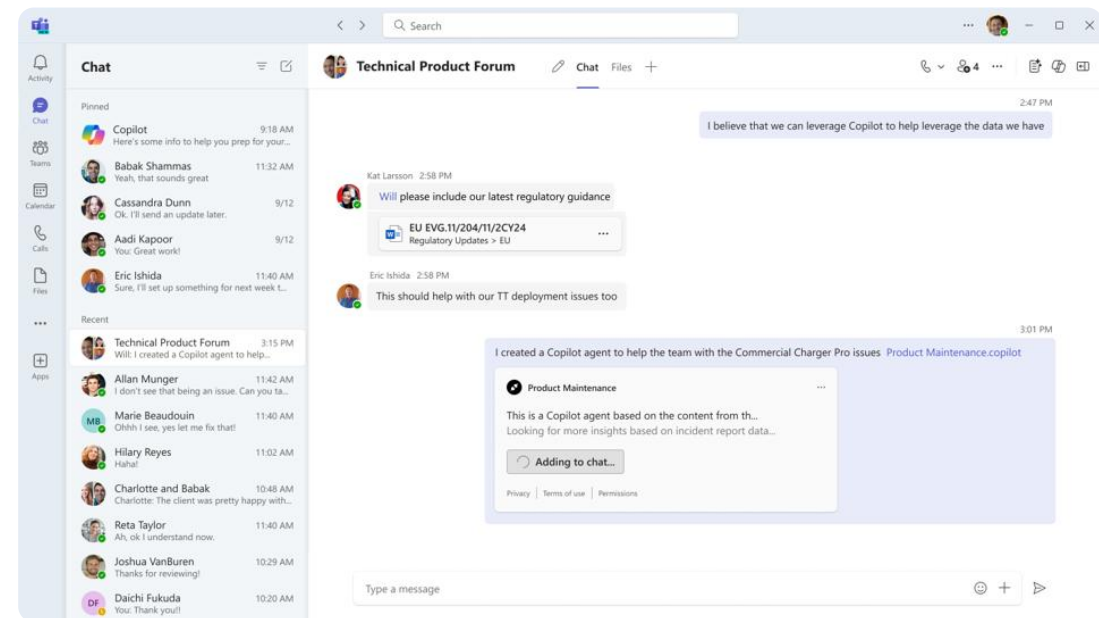 Search
Activity
Chat
Teams
Calendar
Calls
Files
Apps
Chat
Pinned
Copilot 9:18 AM
Here's some info to help you prep for your...
Babak Shammas 11:32 AM
Yeah, that sounds great
Cassandra Dunn 9/12
Ok. I'll send an update later.
Aadi Kapoor 9/12
You: Great work!
Eric Ishida 11:40 AM
Sure, I'll set up something for next week t...
Recent
Technical Product Forum 3:15 PM
Will: I created a Copilot agent to help...
Allan Munger 11:42 AM
I don't see that being an issue. Can you ta...
MB
Marie Beaudouin 11:40 AM
Ohhh I see, yes let me fix that!
Hilary Reyes 11:02 AM
Haha!
Charlotte and Babak 10:48 AM
Charlotte: The client was pretty happy with...
Reta Taylor 11:40 AM
Ah, ok I understand now.
Joshua VanBuren 10:29 AM
Thanks for reviewing!
DF
Daichi Fukuda 10:20 AM
You: Thank you!!
Technical Product Forum Chat Files 4
2:47 PM
I believe that we can leverage Copilot to help leverage the data we have
Kat Larsson 2:58 PM
Will please include our latest regulatory guidance
EU EVG.11/204/11/2CY24
Regulatory Updates > EU
Eric Ishida 2:58 PM
This should help with our TT deployment issues too
3:01 PM
I created a Copilot agent to help the team with the Commercial Charger Pro issues Product Maintenance.copilot
Product Maintenance
This is a Copilot agent based on the content from th...
Looking for more insights based on incident report data...
Adding to chat...
Privacy | Terms of use | Permissions
Type a message